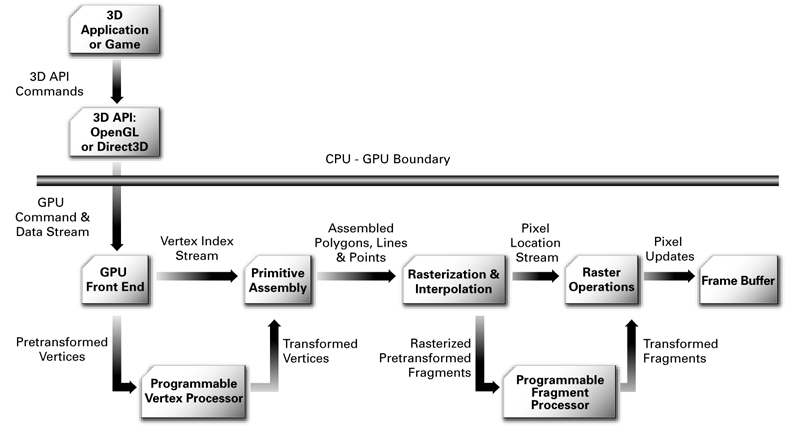 3D
Application
or Game
3D API
Commands
3D API:
OpenGL
or Direct3D
CPU - GPU Boundary
GPU
Command &
Data Stream
Vertex Index
Stream
Assembled
Polygons, Lines
& Points
Pixel
Location
Stream
Pixel
Updates
GPU
Front End
Primitive
Assembly
Rasterization &
Interpolation
Raster
Operations
Frame Buffer
Pretransformed
Vertices
Transformed
Vertices
Rasterized
Pretransformed
Fragments
Transformed
Fragments
Programmable
Vertex Processor
Programmable
Fragment
Processor